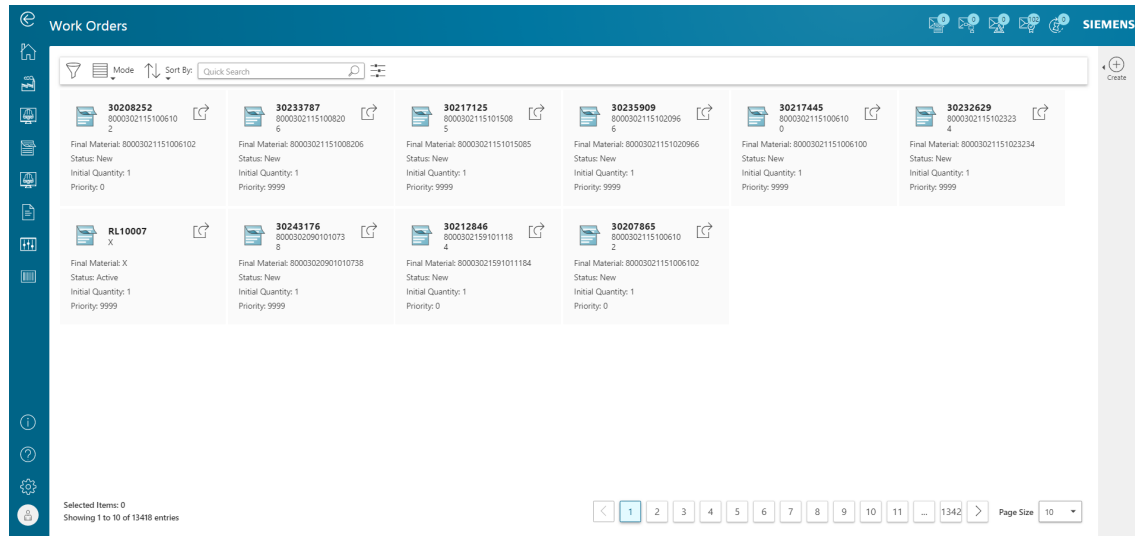 Work Orders
0 0 0 0 SIEMENS
Mode Sort By: Quick Search
Create
30208252
8000302115100610
2
Final Material: 80003021151006102
Status: New
Initial Quantity: 1
Priority: 0
30233787
8000302115100820
6
Final Material: 80003021151008206
Status: New
Initial Quantity: 1
Priority: 9999
30217125
8000302115101508
5
Final Material: 80003021151015085
Status: New
Initial Quantity: 1
Priority: 9999
30235909
8000302115102096
6
Final Material: 80003021151020966
Status: New
Initial Quantity: 1
Priority: 9999
30217445
8000302115100610
0
Final Material: 80003021151006100
Status: New
Initial Quantity: 1
Priority: 9999
30232629
8000302115102323
4
Final Material: 80003021151023234
Status: New
Initial Quantity: 1
Priority: 9999
RL10007
X
Final Material: X
Status: Active
Initial Quantity: 1
Priority: 9999
30243176
8000302090101073
8
Final Material: 80003020901010738
Status: New
Initial Quantity: 1
Priority: 9999
30212846
8000302159101118
4
Final Material: 80003021591011184
Status: New
Initial Quantity: 1
Priority: 0
30207865
8000302115100610
2
Final Material: 80003021151006102
Status: New
Initial Quantity: 1
Priority: 0
Selected Items: 0
Showing 1 to 10 of 13418 entries
1 2 3 4 5 6 7 8 9 10 11 ... 1342 Page Size 10